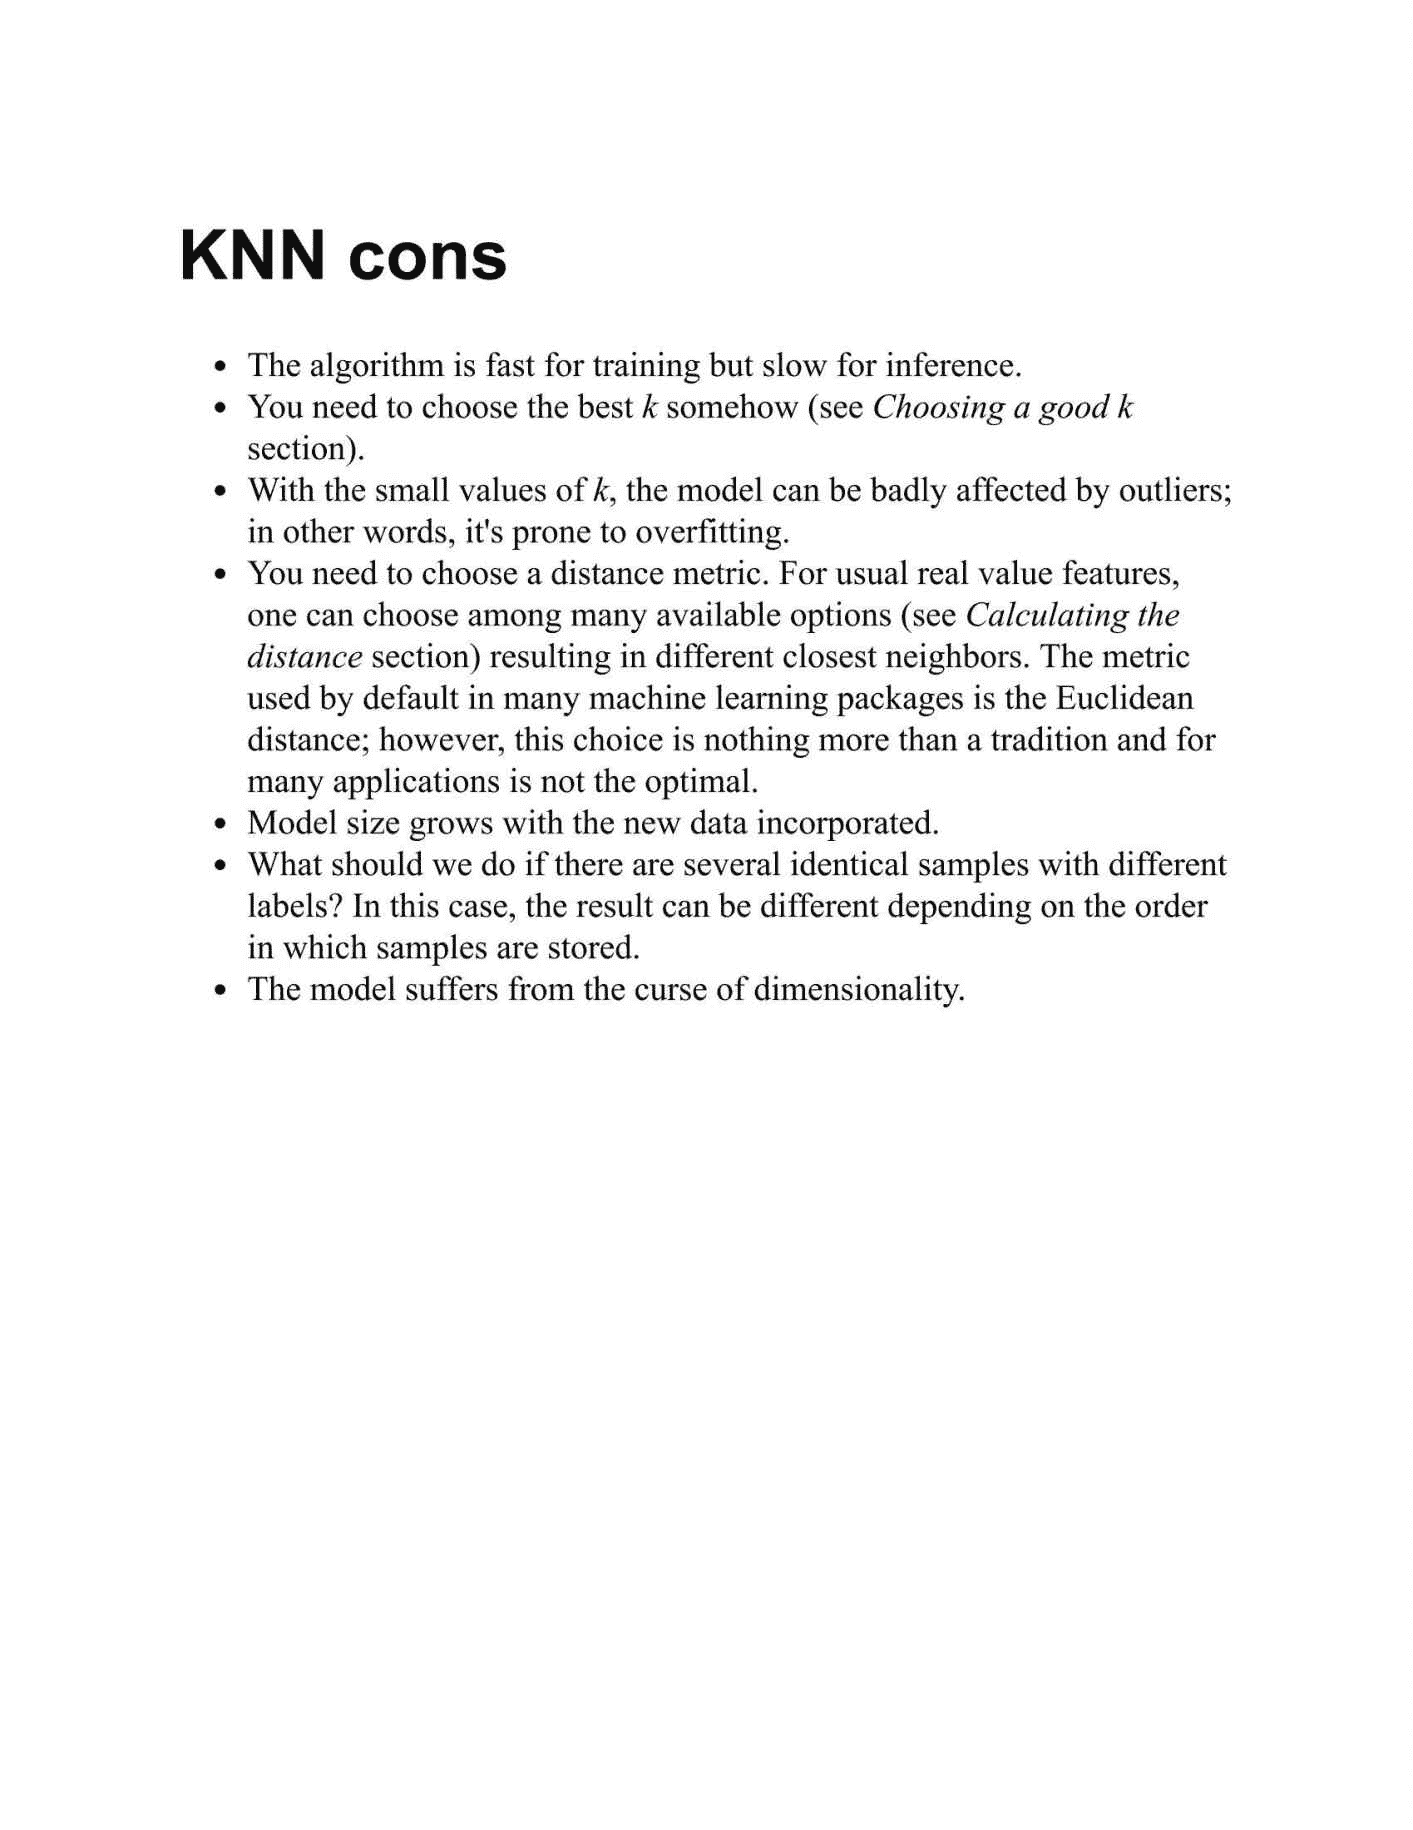 KNN cons
• The algorithm is fast for training but slow for inference.
• You need to choose the best k somehow (see Choosing a good k
section).
• With the small values of k, the model can be badly affected by outliers;
in other words, it's prone to overfitting.
• You need to choose a distance metric. For usual real value features,
one can choose among many available options (see Calculating the
distance section) resulting in different closest neighbors. The metric
used by default in many machine learning packages is the Euclidean
distance; however, this choice is nothing more than a tradition and for
many applications is not the optimal.
• Model size grows with the new data incorporated.
• What should we do if there are several identical samples with different
labels? In this case, the result can be different depending on the order
in which samples are stored.
• The model suffers from the curse of dimensionality.